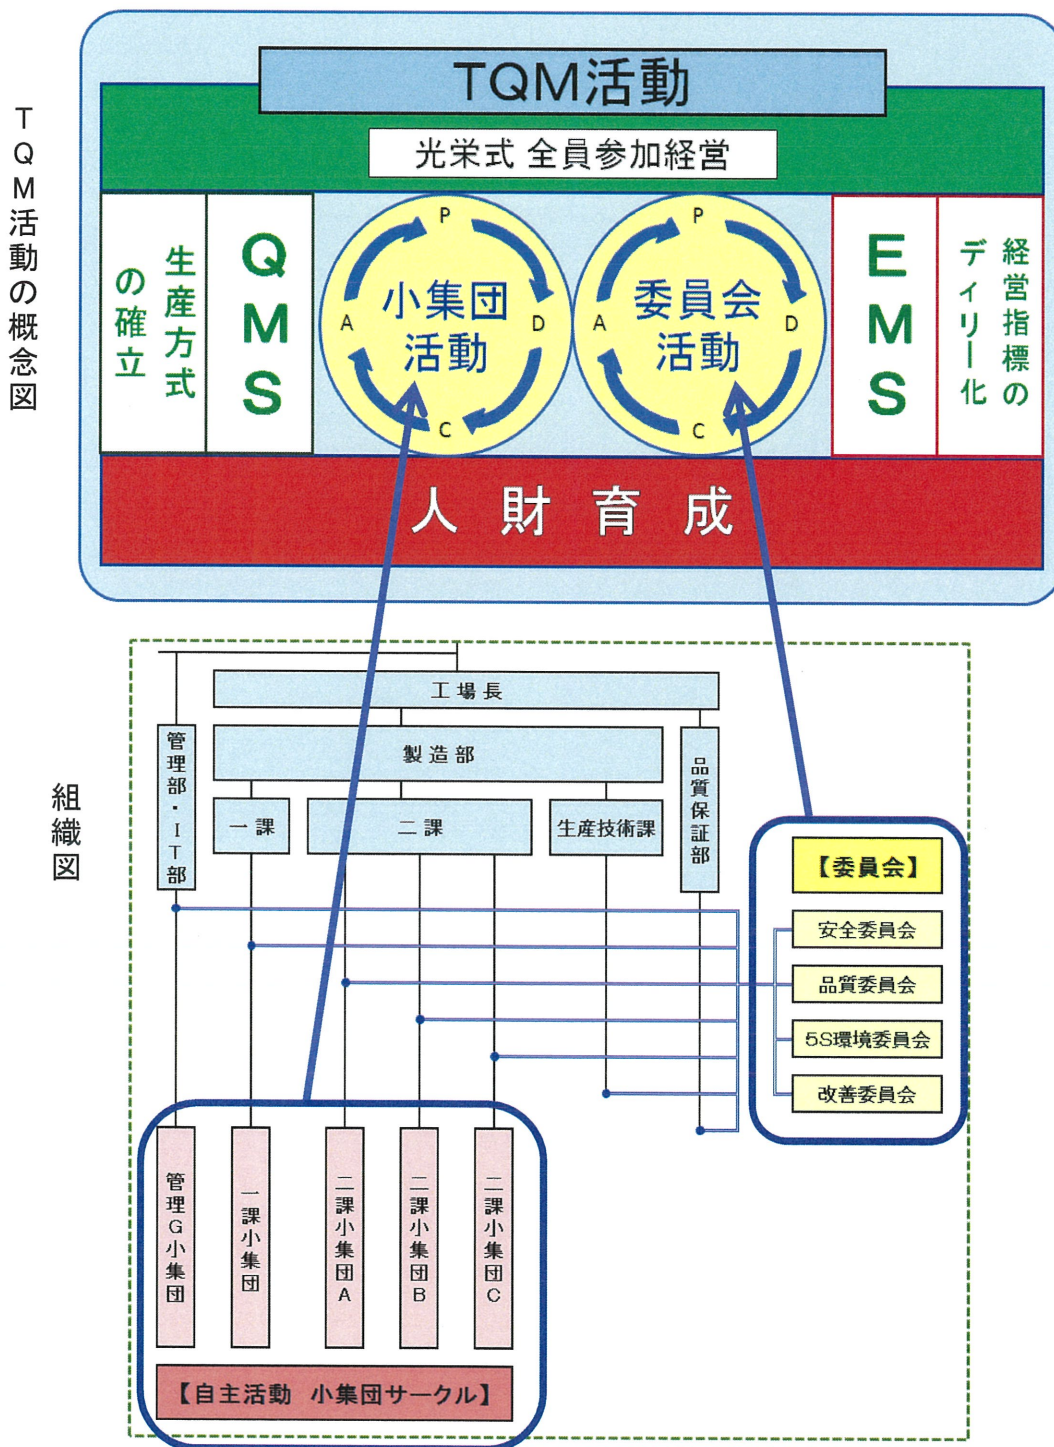 TQM活動の概念図
TQM活動
光栄式 全員参加経営
生産方式
の確立
QMS
P
D
C
A
小集団
活動
P
D
C
A
委員会
活動
EMS
経営指標の
ディリー化
人財育成
組織図
工場長
管理部・IT部
製造部
品質保証部
一課
二課
生産技術課
【委員会】
安全委員会
品質委員会
5S環境委員会
改善委員会
管理G小集団
一課小集団
二課小集団A
二課小集団B
二課小集団C
【自主活動 小集団サークル】